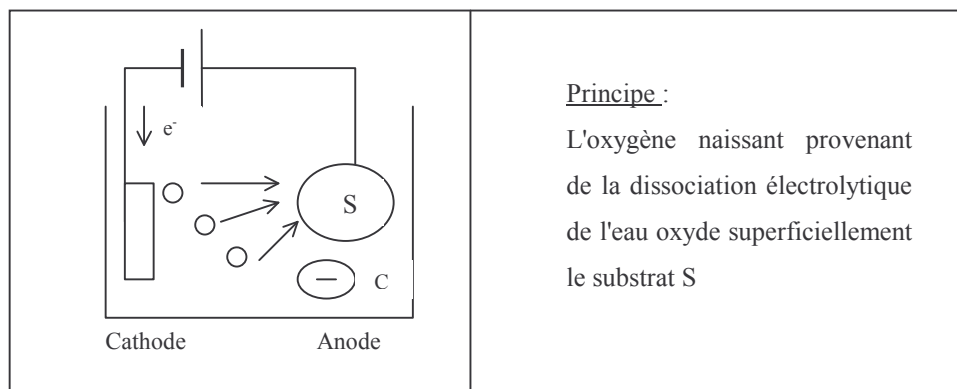 e-
S
− C
Cathode Anode
Principe :
L'oxygène naissant provenant
de la dissociation électrolytique
de l'eau oxyde superficiellement
le substrat S